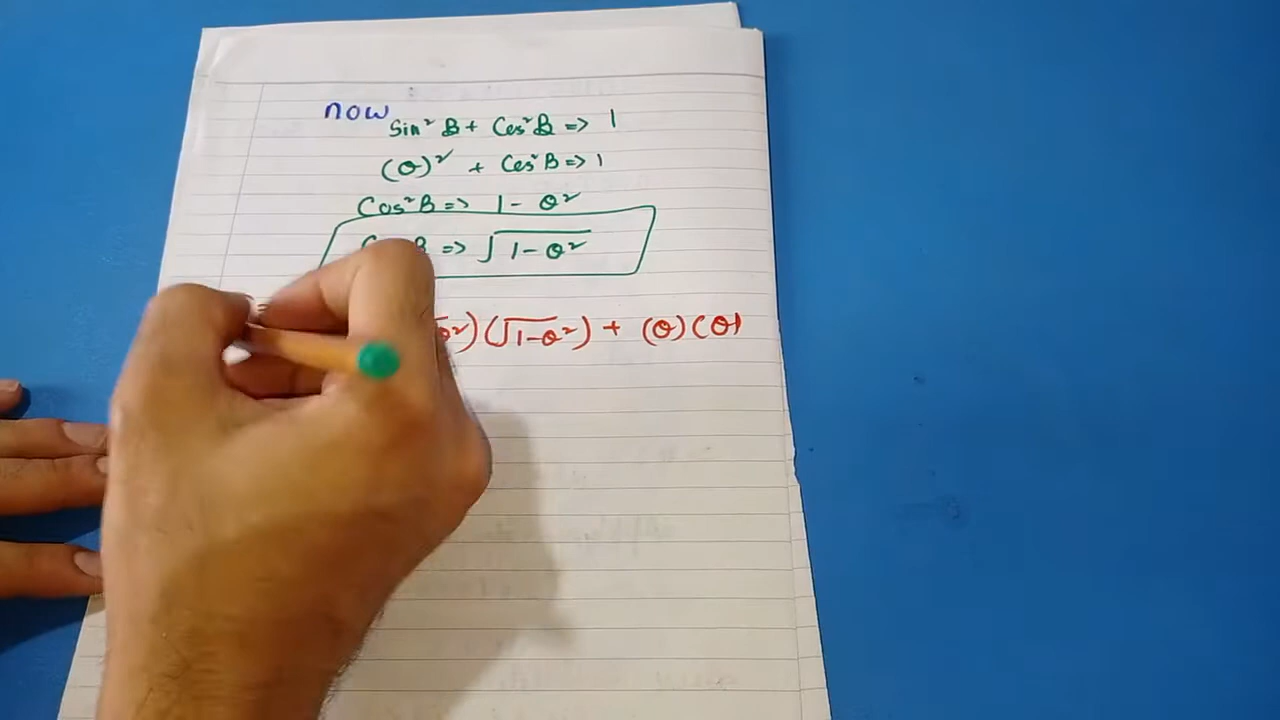 now
Sin² B + Cos² B => 1
(θ)² + Cos² B => 1
Cos² B => 1 - θ²
B => √1-θ²
θ²)(√1-θ²) + (θ)(θ)